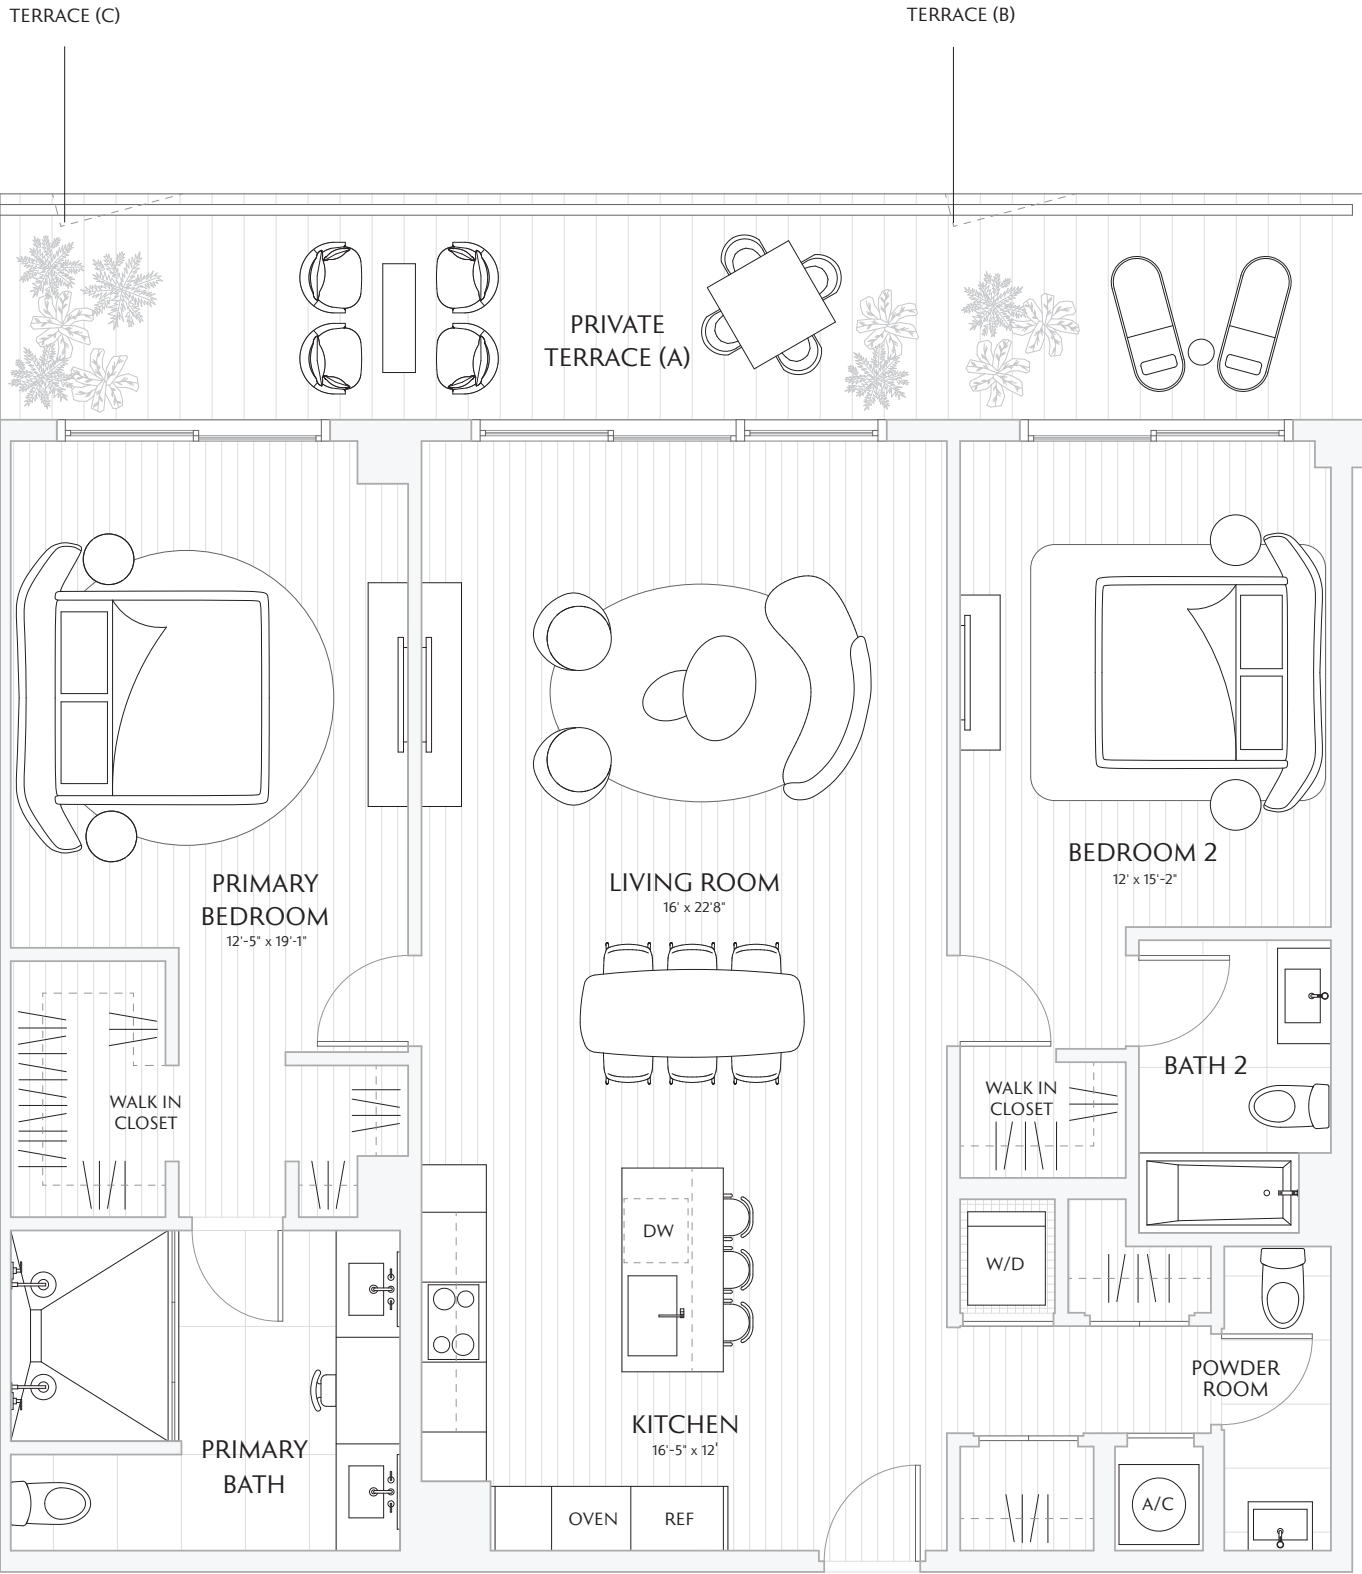 TERRACE (C)
TERRACE (B)
PRIVATE
TERRACE (A)
PRIMARY
BEDROOM
12'-5" x 19'-1"
LIVING ROOM
16' x 22'8"
BEDROOM 2
12' x 15'-2"
WALK IN
CLOSET
WALK IN
CLOSET
BATH 2
DW
W/D
KITCHEN
16'-5" x 12'
POWDER
ROOM
PRIMARY
BATH
OVEN
REF
A/C